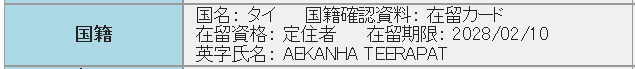 国籍
国名: タイ　国籍確認資料: 在留カード
在留資格: 定住者　在留期限: 2028/02/10
英字氏名: AEKANHA TEERAPAT